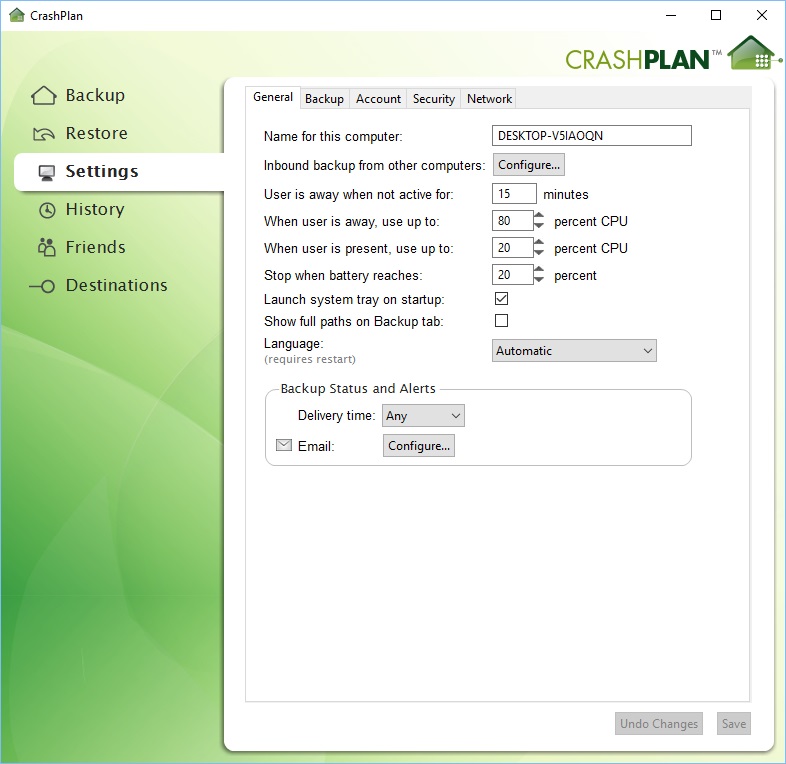 CrashPlan
CRASHPLAN™
Backup
Restore
Settings
History
Friends
Destinations
General Backup Account Security Network
Name for this computer: DESKTOP-V5IAOQN
Inbound backup from other computers: Configure...
User is away when not active for: 15 minutes
When user is away, use up to: 80 percent CPU
When user is present, use up to: 20 percent CPU
Stop when battery reaches: 20 percent
Launch system tray on startup:
Show full paths on Backup tab:
Language: Automatic
(requires restart)
Backup Status and Alerts
Delivery time: Any
Email: Configure...
Undo Changes Save